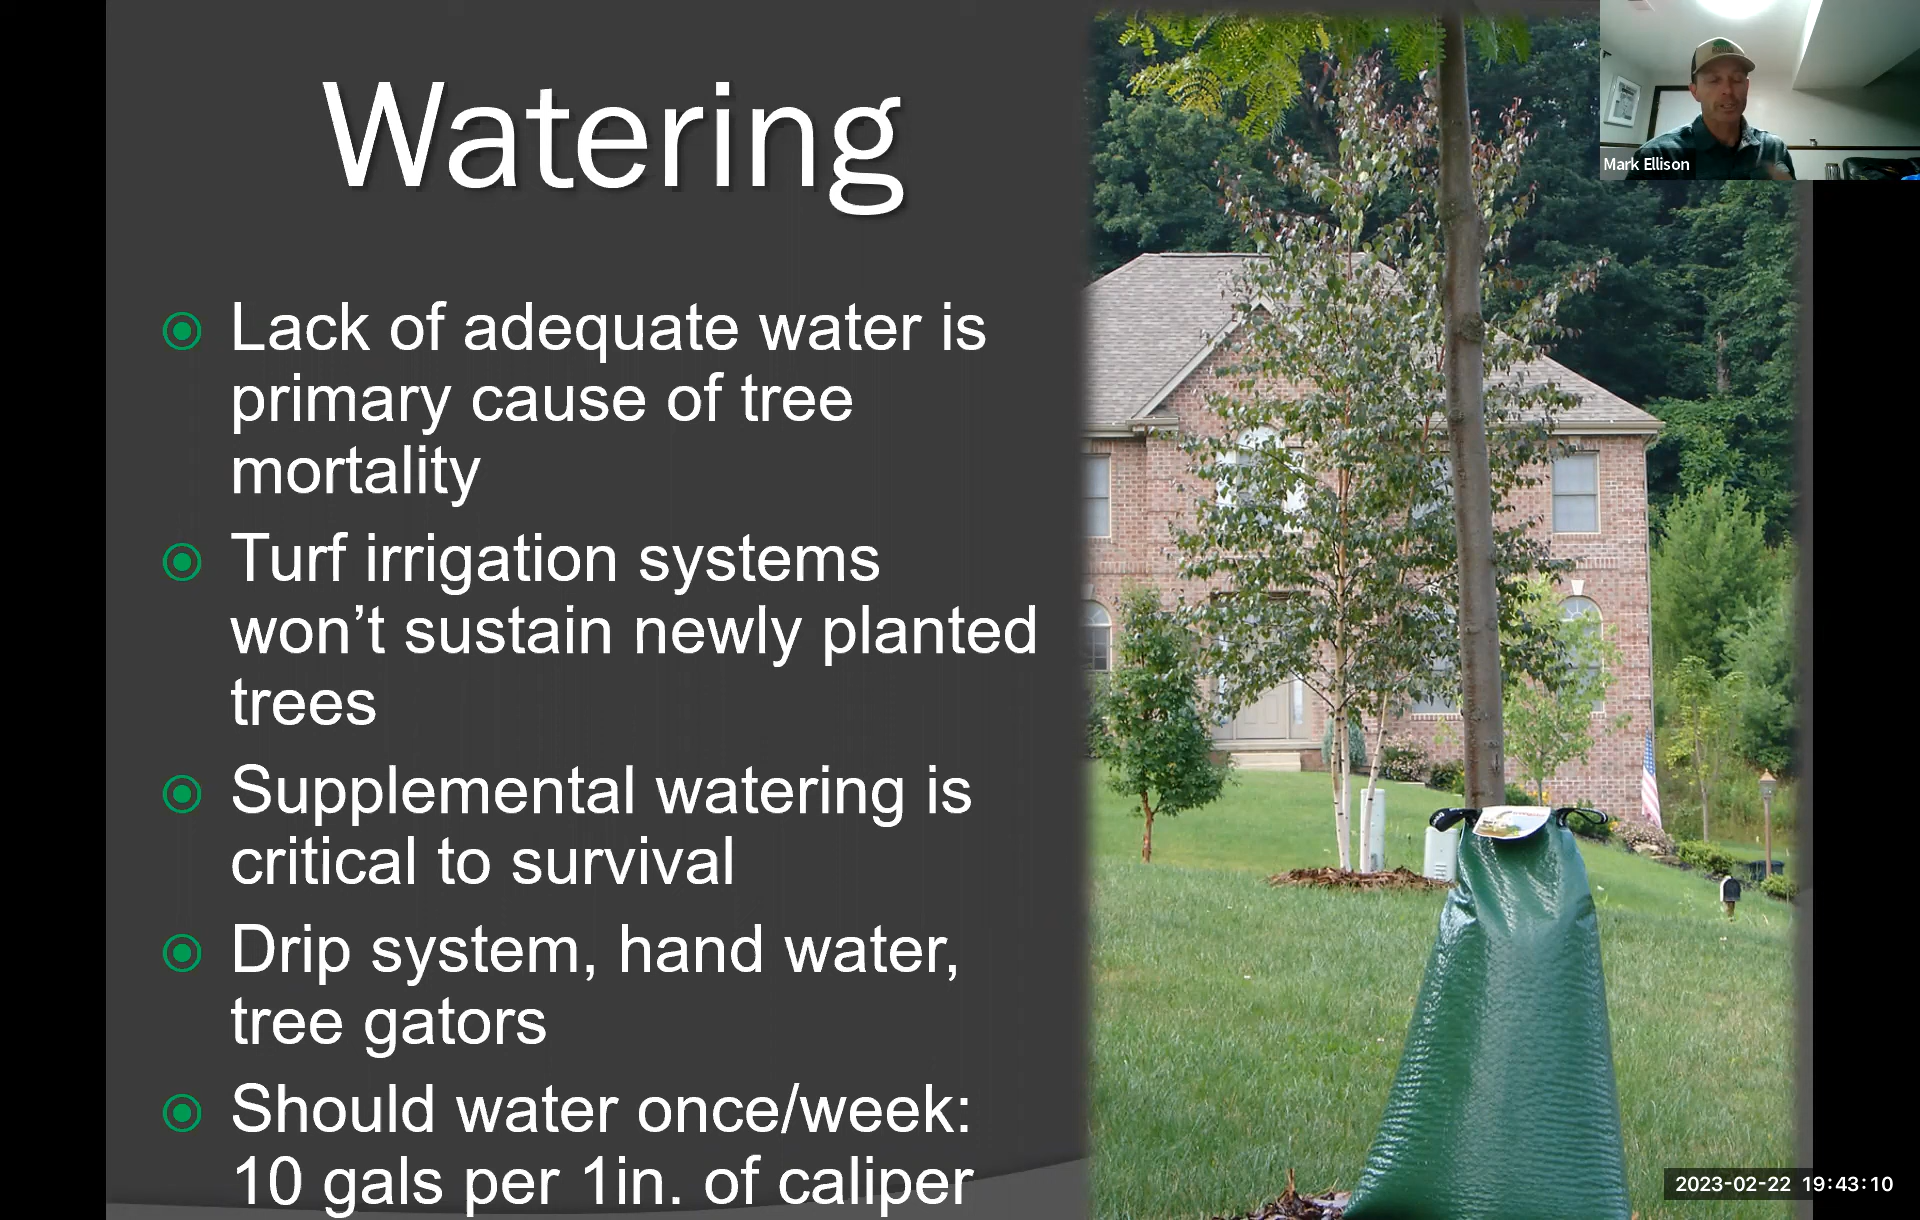 Watering
Mark Ellison
Lack of adequate water is
primary cause of tree
mortality
Turf irrigation systems
won’t sustain newly planted
trees
Supplemental watering is
critical to survival
Drip system, hand water,
tree gators
Should water once/week:
10 gals per 1in. of caliper
2023-02-22 19:43:10